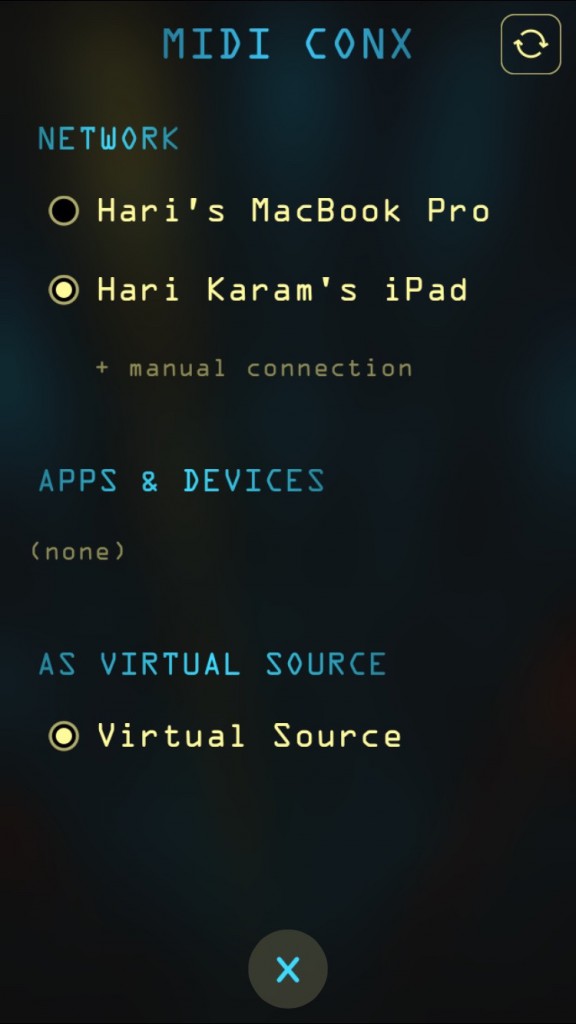 MIDI CONX
NETWORK
Hari's MacBook Pro
Hari Karam's iPad
+ manual connection
APPS & DEVICES
(none)
AS VIRTUAL SOURCE
Virtual Source
X